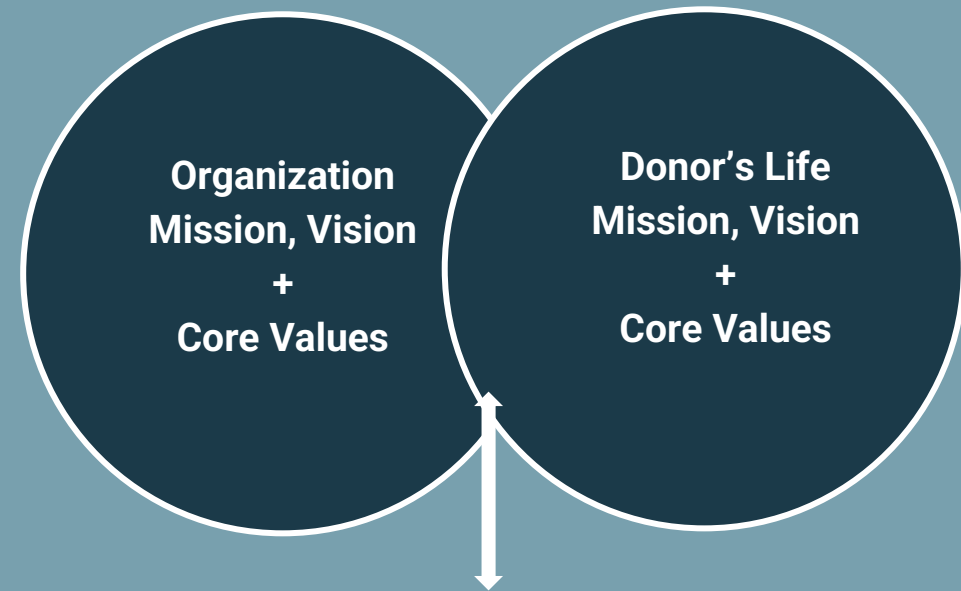 Organization
Mission, Vision
+
Core Values
Donor’s Life
Mission, Vision
+
Core Values